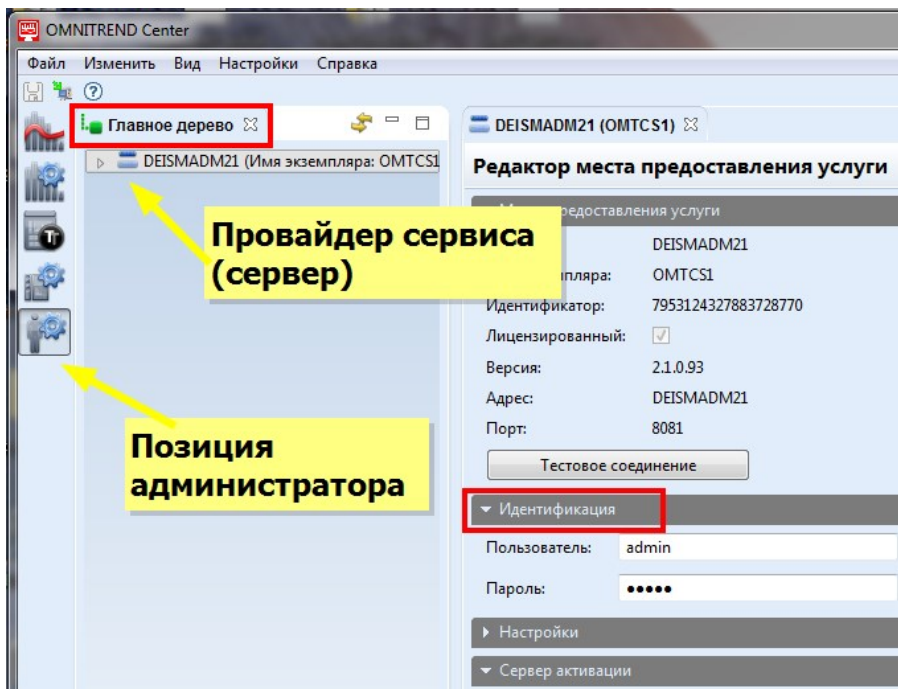 OMNITREND Center
Файл Изменить Вид Настройки Справка
Главное дерево
DEISMADM21 (Имя экземпляра: OMTCS1
Провайдер сервиса
(сервер)
Позиция
администратора
DEISMADM21 (OMTCS1)
Редактор места предоставления услуги
услуги
DEISMADM21
OMTCS1
Идентификатор: 7953124327883728770
Лицензированный:
Версия: 2.1.0.93
Адрес: DEISMADM21
Порт: 8081
Тестовое соединение
Идентификация
Пользователь: admin
Пароль: •••••
Настройки
Сервер активации